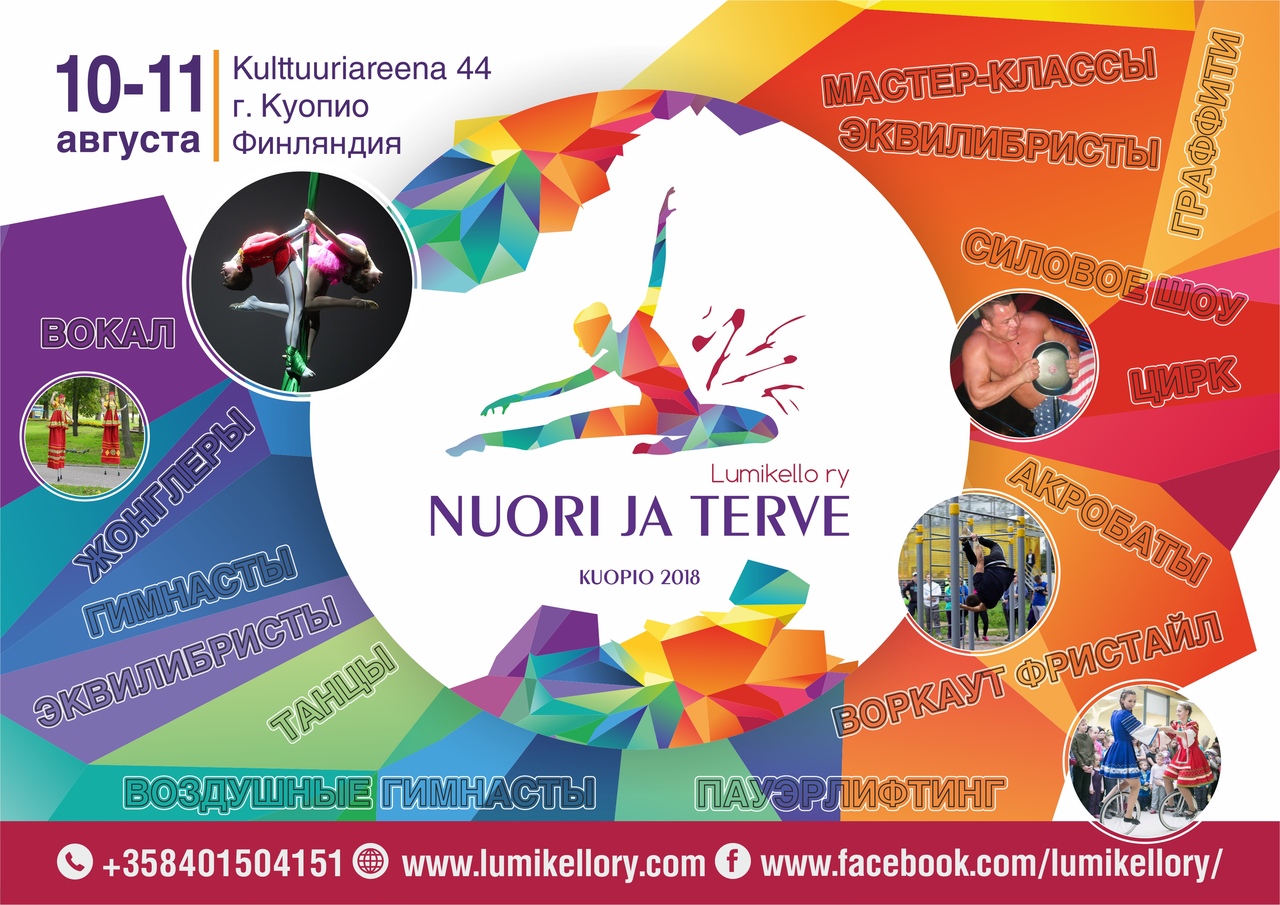 10-11
августа
Kulttuuriareena 44
г. Куопио
Финляндия
МАСТЕР-КЛАССЫ
ЭКВИЛИБРИСТЫ
ГРАФФИТИ
СИЛОВОЕ ШОУ
ЦИРК
АКРОБАТЫ
ВОРКАУТ ФРИСТАЙЛ
ВОКАЛ
ЖОНГЛЕРЫ
ГИМНАСТЫ
ЭКВИЛИБРИСТЫ
ТАНЦЫ
ВОЗДУШНЫЕ ГИМНАСТЫ
ПАУЭРЛИФТИНГ
Lumikello ry
NUORI JA TERVE
KUOPIO 2018
+358401504151 www.lumikellory.com www.facebook.com/lumikellory/